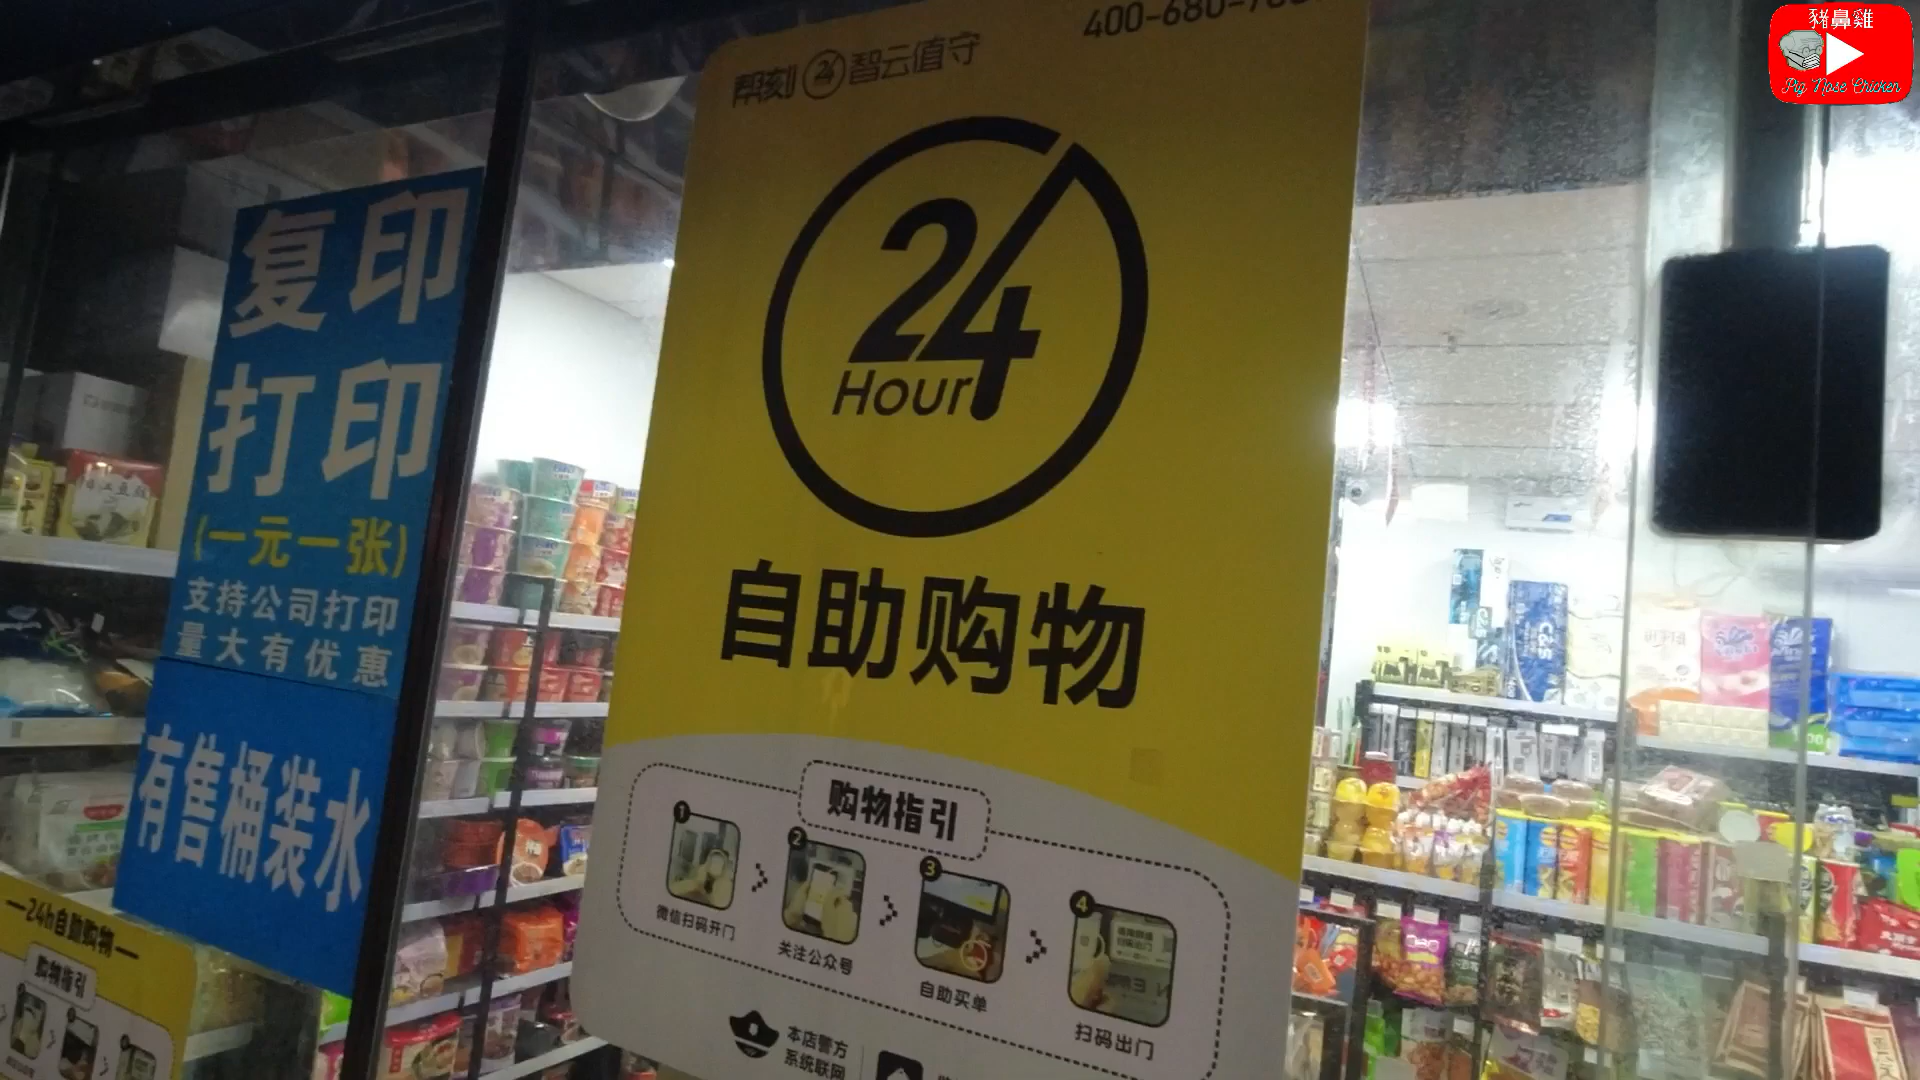 豬鼻雞
Pig Nose Chicken
帮刻 24 智云值守
24
Hour
自助购物
购物指引
1
2
3
4
微信扫码开门
关注公众号
自助买单
扫码出门
本店警方
系统联网
复印
打印
(一元一张)
支持公司打印
量大有优惠
有售桶装水
24h自助购物
购物指引